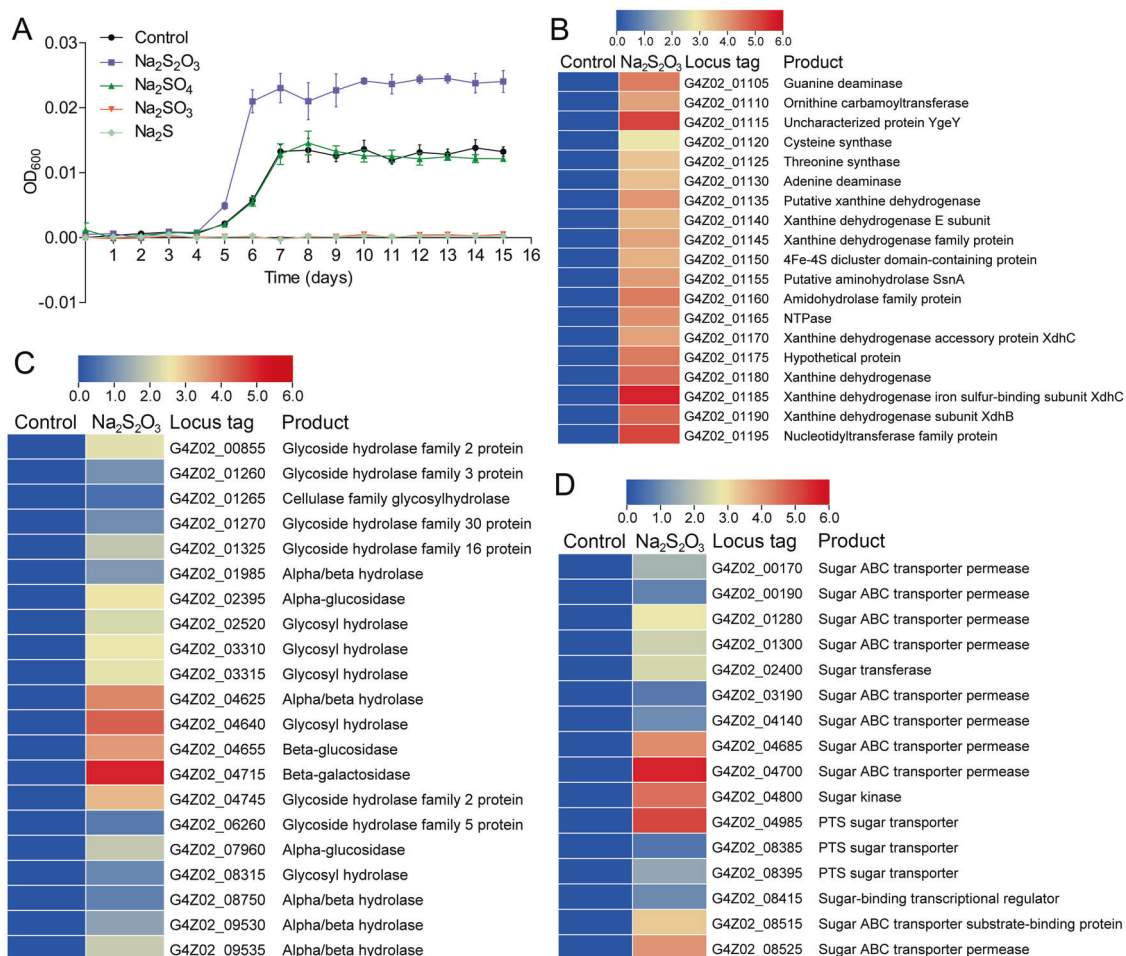 A
0.03
0.02
0.01
0.00
-0.01
OD600
Control
Na2S2O3
Na2SO4
Na2SO3
Na2S
1 2 3 4 5 6 7 8 9 10 11 12 13 14 15 16
Time (days)
B
0.0 1.0 2.0 3.0 4.0 5.0 6.0
Control Na2S2O3 Locus tag Product
G4Z02_01105 Guanine deaminase
G4Z02_01110 Ornithine carbamoyltransferase
G4Z02_01115 Uncharacterized protein YgeY
G4Z02_01120 Cysteine synthase
G4Z02_01125 Threonine synthase
G4Z02_01130 Adenine deaminase
G4Z02_01135 Putative xanthine dehydrogenase
G4Z02_01140 Xanthine dehydrogenase E subunit
G4Z02_01145 Xanthine dehydrogenase family protein
G4Z02_01150 4Fe-4S dicluster domain-containing protein
G4Z02_01155 Putative aminohydrolase SsnA
G4Z02_01160 Amidohydrolase family protein
G4Z02_01165 NTPase
G4Z02_01170 Xanthine dehydrogenase accessory protein XdhC
G4Z02_01175 Hypothetical protein
G4Z02_01180 Xanthine dehydrogenase
G4Z02_01185 Xanthine dehydrogenase iron sulfur-binding subunit XdhC
G4Z02_01190 Xanthine dehydrogenase subunit XdhB
G4Z02_01195 Nucleotidyltransferase family protein
C
0.0 1.0 2.0 3.0 4.0 5.0 6.0
Control Na2S2O3 Locus tag Product
G4Z02_00855 Glycoside hydrolase family 2 protein
G4Z02_01260 Glycoside hydrolase family 3 protein
G4Z02_01265 Cellulase family glycosylhydrolase
G4Z02_01270 Glycoside hydrolase family 30 protein
G4Z02_01325 Glycoside hydrolase family 16 protein
G4Z02_01985 Alpha/beta hydrolase
G4Z02_02395 Alpha-glucosidase
G4Z02_02520 Glycosyl hydrolase
G4Z02_03310 Glycosyl hydrolase
G4Z02_03315 Glycosyl hydrolase
G4Z02_04625 Alpha/beta hydrolase
G4Z02_04640 Glycosyl hydrolase
G4Z02_04655 Beta-glucosidase
G4Z02_04715 Beta-galactosidase
G4Z02_04745 Glycoside hydrolase family 2 protein
G4Z02_06260 Glycoside hydrolase family 5 protein
G4Z02_07960 Alpha-glucosidase
G4Z02_08315 Glycosyl hydrolase
G4Z02_08750 Alpha/beta hydrolase
G4Z02_09530 Alpha/beta hydrolase
G4Z02_09535 Alpha/beta hydrolase
D
0.0 1.0 2.0 3.0 4.0 5.0 6.0
Control Na2S2O3 Locus tag Product
G4Z02_00170 Sugar ABC transporter permease
G4Z02_00190 Sugar ABC transporter permease
G4Z02_01280 Sugar ABC transporter permease
G4Z02_01300 Sugar ABC transporter permease
G4Z02_02400 Sugar transferase
G4Z02_03190 Sugar ABC transporter permease
G4Z02_04140 Sugar ABC transporter permease
G4Z02_04685 Sugar ABC transporter permease
G4Z02_04700 Sugar ABC transporter permease
G4Z02_04800 Sugar kinase
G4Z02_04985 PTS sugar transporter
G4Z02_08385 PTS sugar transporter
G4Z02_08395 PTS sugar transporter
G4Z02_08415 Sugar-binding transcriptional regulator
G4Z02_08515 Sugar ABC transporter substrate-binding protein
G4Z02_08525 Sugar ABC transporter permease